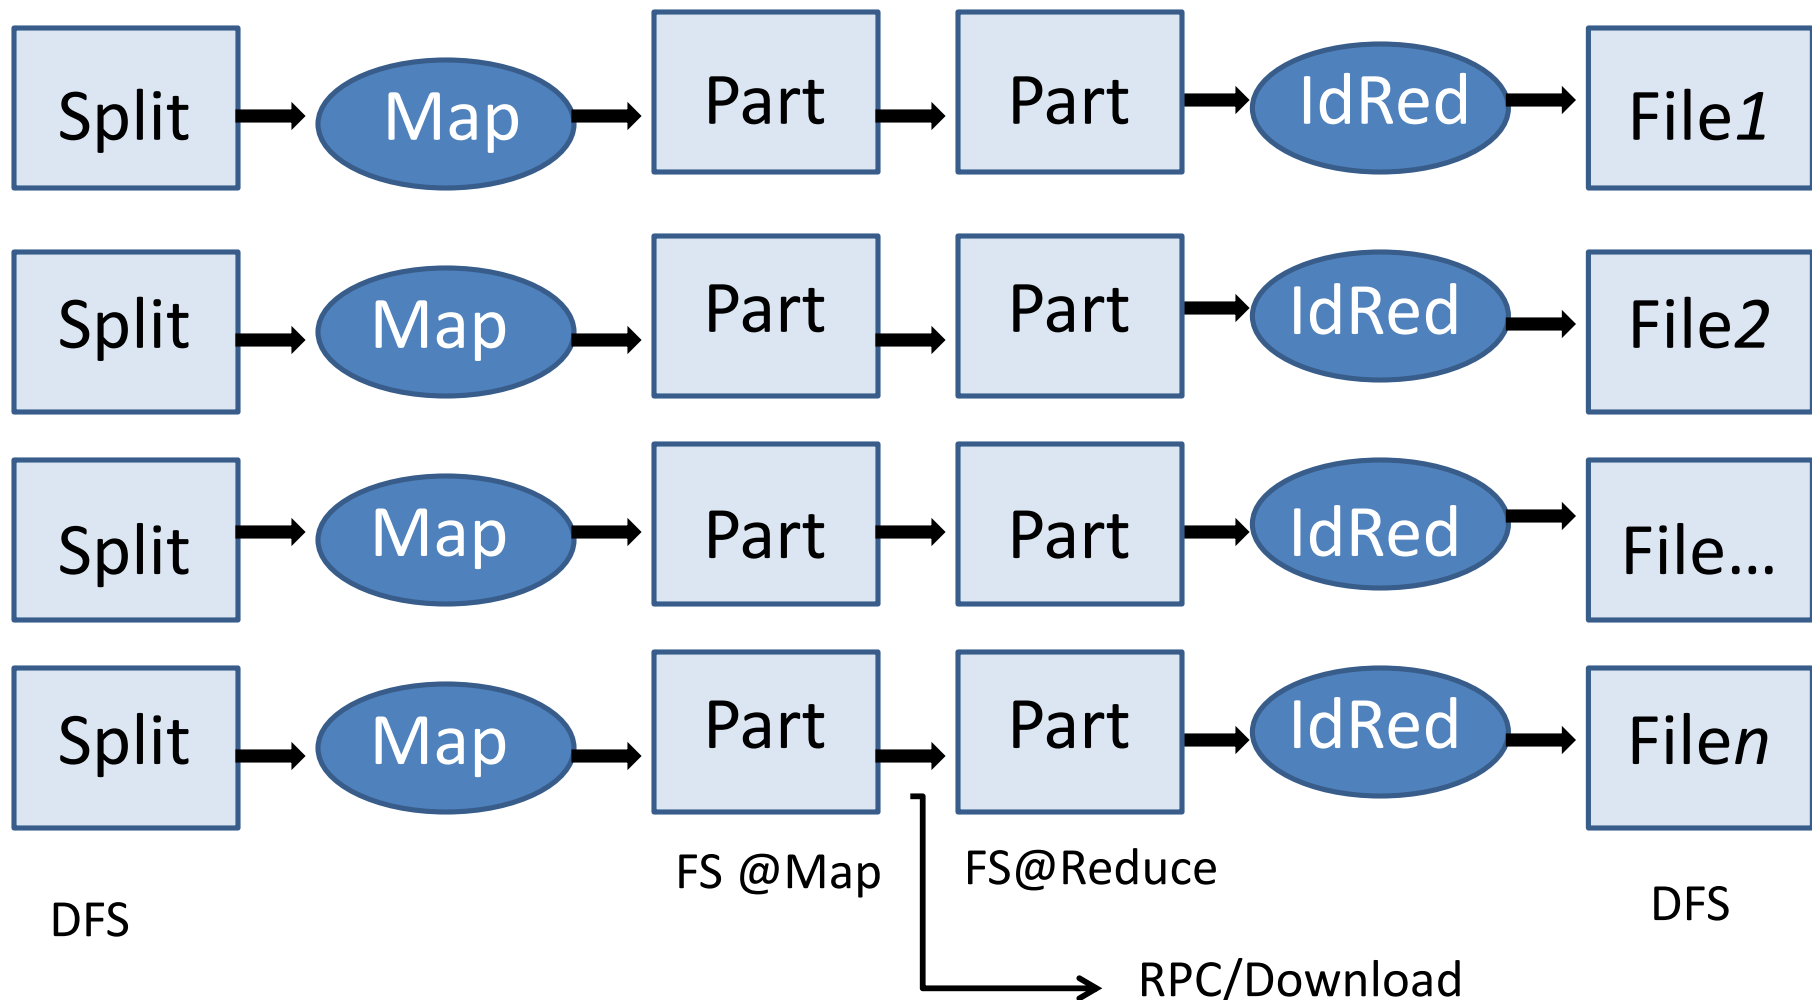 Split Map Part Part IdRed File1
Split Map Part Part IdRed File2
Split Map Part Part IdRed File...
Split Map Part Part IdRed Filen
FS @Map FS@Reduce
DFS DFS
RPC/Download